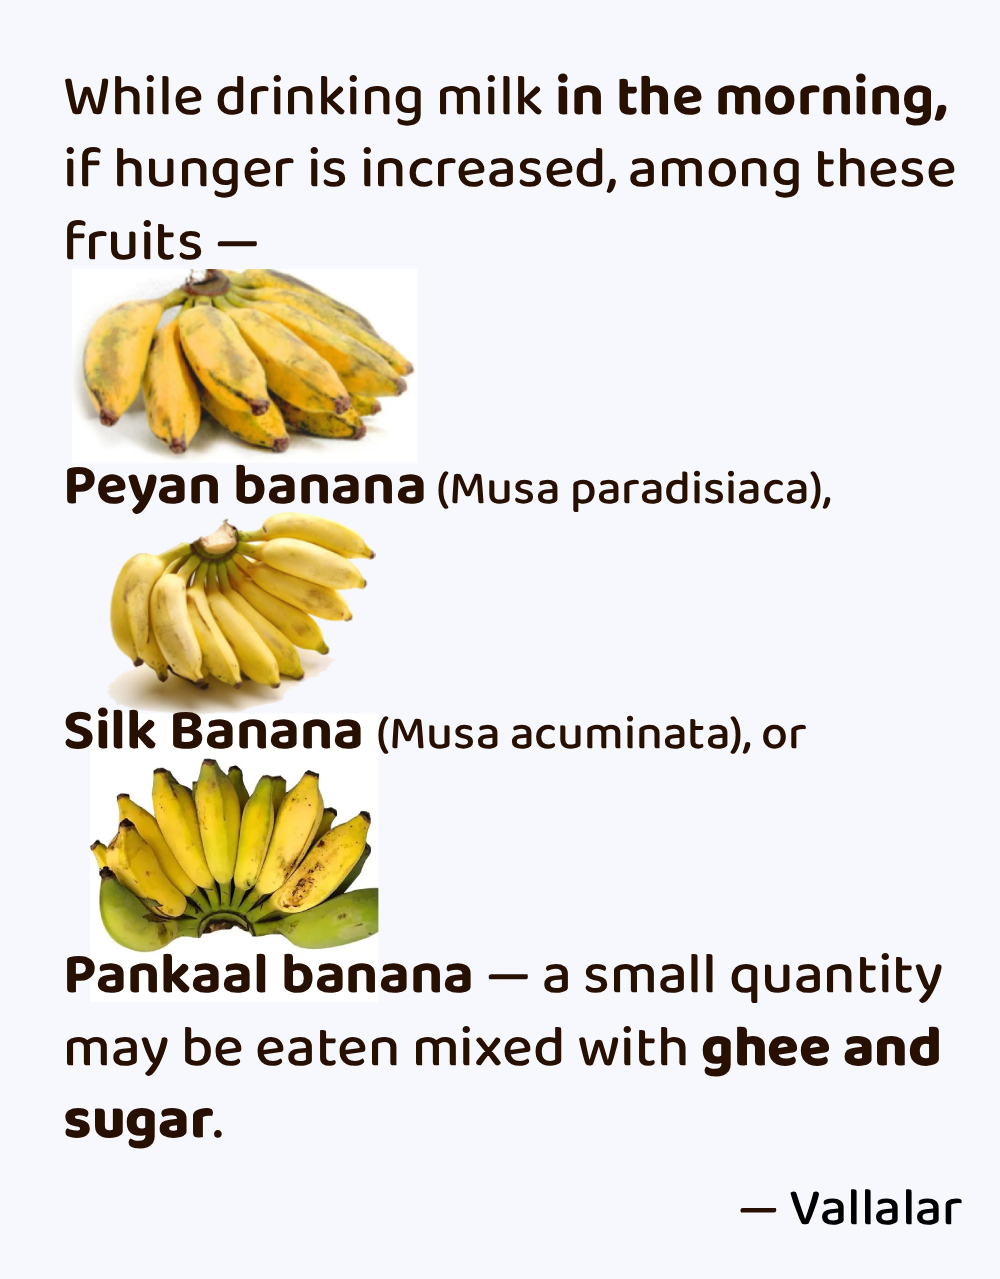 While drinking milk in the morning,
if hunger is increased, among these
fruits —
Peyan banana (Musa paradisiaca),
Silk Banana (Musa acuminata), or
Pankaal banana — a small quantity
may be eaten mixed with ghee and
sugar.
— Vallalar